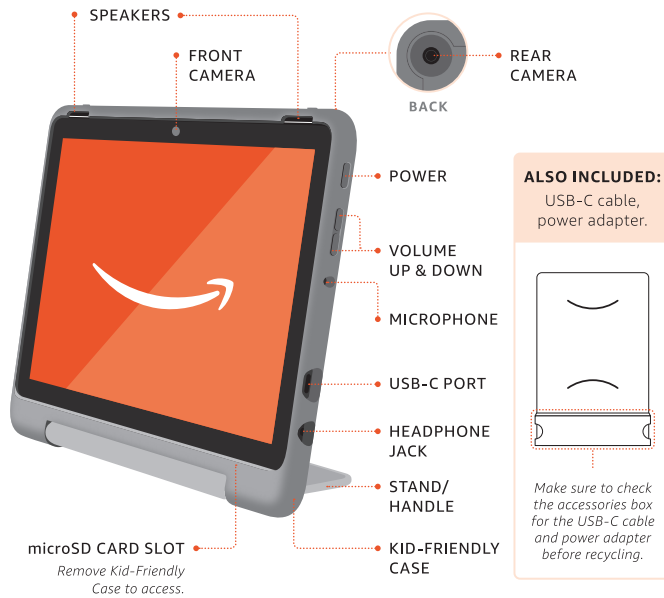 SPEAKERS
FRONT
CAMERA
REAR
CAMERA
BACK
POWER
VOLUME
UP & DOWN
MICROPHONE
USB-C PORT
HEADPHONE
JACK
STAND/
HANDLE
KID-FRIENDLY
CASE
microSD CARD SLOT
Remove Kid-Friendly
Case to access.
ALSO INCLUDED:
USB-C cable,
power adapter.
Make sure to check
the accessories box
for the USB-C cable
and power adapter
before recycling.